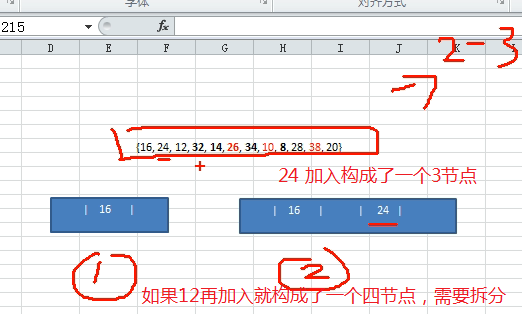 字体 对齐方式
215 fx
D E F G H I J K
2-3
{16, 24, 12, 32, 14, 26, 34, 10, 8, 28, 38, 20}
24 加入构成了一个3节点
| 16 |
| 16 | | 24 |
1 2
如果12再加入就构成了一个四节点，需要拆分